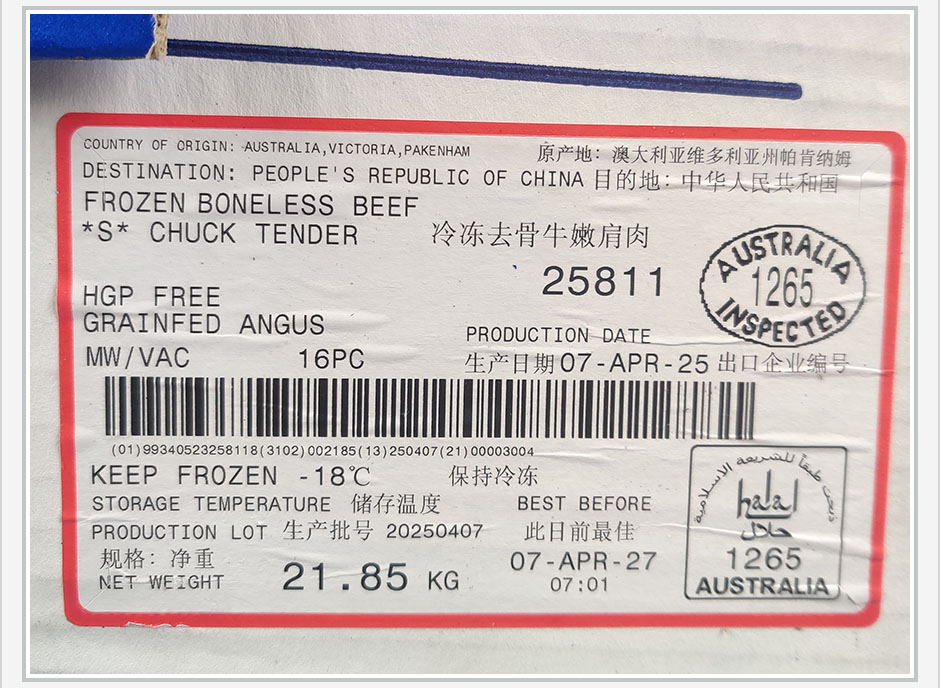 COUNTRY OF ORIGIN: AUSTRALIA,VICTORIA,PAKENHAM 原产地: 澳大利亚维多利亚州帕肯纳姆
DESTINATION: PEOPLE'S REPUBLIC OF CHINA 目的地: 中华人民共和国
FROZEN BONELESS BEEF
*S* CHUCK TENDER 冷冻去骨牛嫩肩肉
25811
AUSTRALIA
1265
INSPECTED
HGP FREE
GRAINFED ANGUS
PRODUCTION DATE
MW/VAC 16PC
生产日期 07-APR-25 出口企业编号
(01)99340523258118(3102)002185(13)250407(21)00003004
KEEP FROZEN -18℃ 保持冷冻
STORAGE TEMPERATURE 储存温度
BEST BEFORE
PRODUCTION LOT 生产批号 20250407
此日前最佳
规格: 净重
NET WEIGHT 21.85 KG
07-APR-27
07:01
ذبحت طبقاً للشريعة الاسلامية
halal
حلال
1265
AUSTRALIA